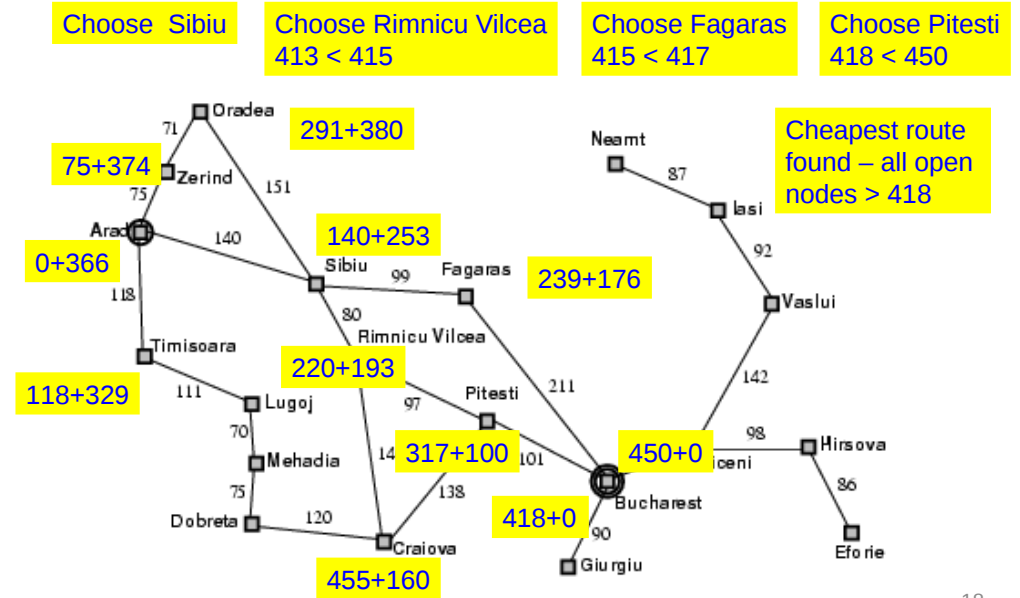 Choose  Sibiu
Choose Rimnicu Vilcea
413 < 415
Choose Fagaras
415 < 417
Choose Pitesti
418 < 450
Oradea
71
291+380
Neamt
Cheapest route
found – all open
nodes > 418
75+374
Zerind
87
75
151
Iasi
Arad
140
140+253
92
0+366
Sibiu
99
Fagaras
239+176
118
80
Vaslui
Rimnicu Vilcea
Timisoara
220+193
142
118+329
111
97
Pitesti
211
Lugoj
70
14
317+100
101
450+0
98
Hirsova
Mehadia
iceni
75
138
86
Bucharest
Dobreta
120
418+0
90
Craiova
Eforie
455+160
Giurgiu